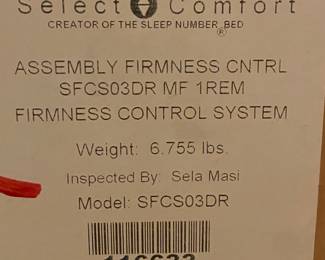 Select Comfort
CREATOR OF THE SLEEP NUMBER® BED
ASSEMBLY FIRMNESS CNTRL
SFCS03DR MF 1REM
FIRMNESS CONTROL SYSTEM
Weight: 6.755 lbs.
Inspected By: Sela Masi
Model: SFCS03DR